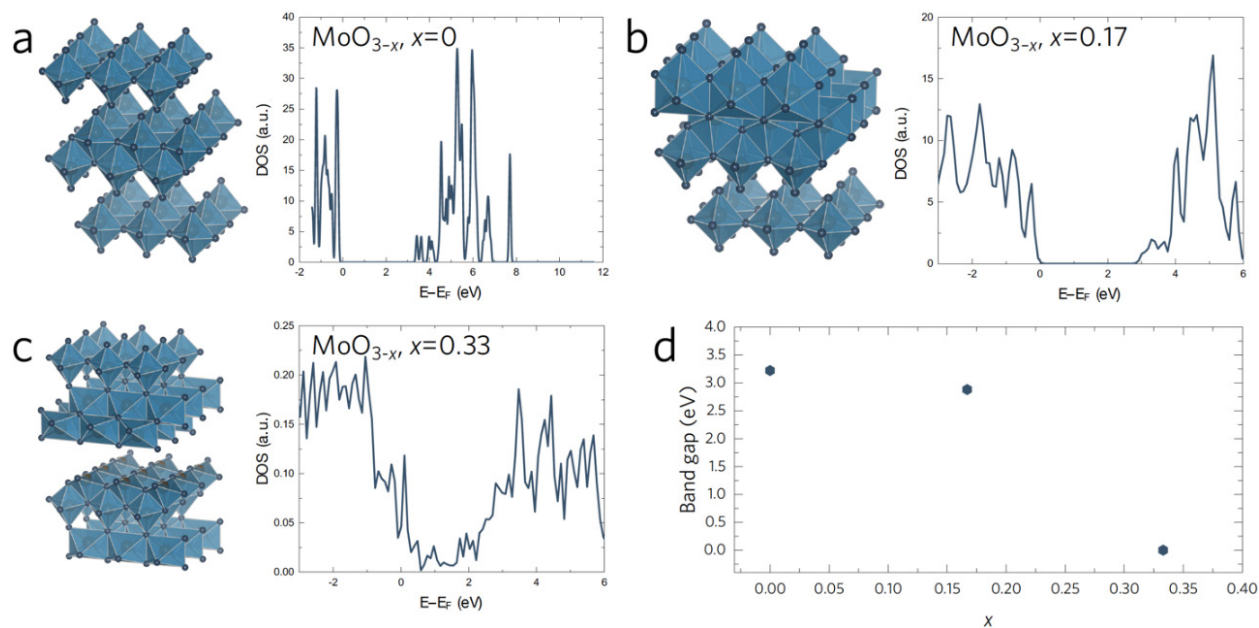 a
MoO3-x, x=0
DOS (a.u.)
40
35
30
25
20
15
10
5
0
-2 0 2 4 6 8 10 12
E–EF (eV)
b
MoO3-x, x=0.17
DOS (a.u.)
20
15
10
5
0
-2 0 2 4 6
E–EF (eV)
c
MoO3-x, x=0.33
DOS (a.u.)
0.25
0.20
0.15
0.10
0.05
0.00
-2 0 2 4 6
E–EF (eV)
d
Band gap (eV)
4.0
3.5
3.0
2.5
2.0
1.5
1.0
0.5
0.0
0.00 0.05 0.10 0.15 0.20 0.25 0.30 0.35 0.40
x